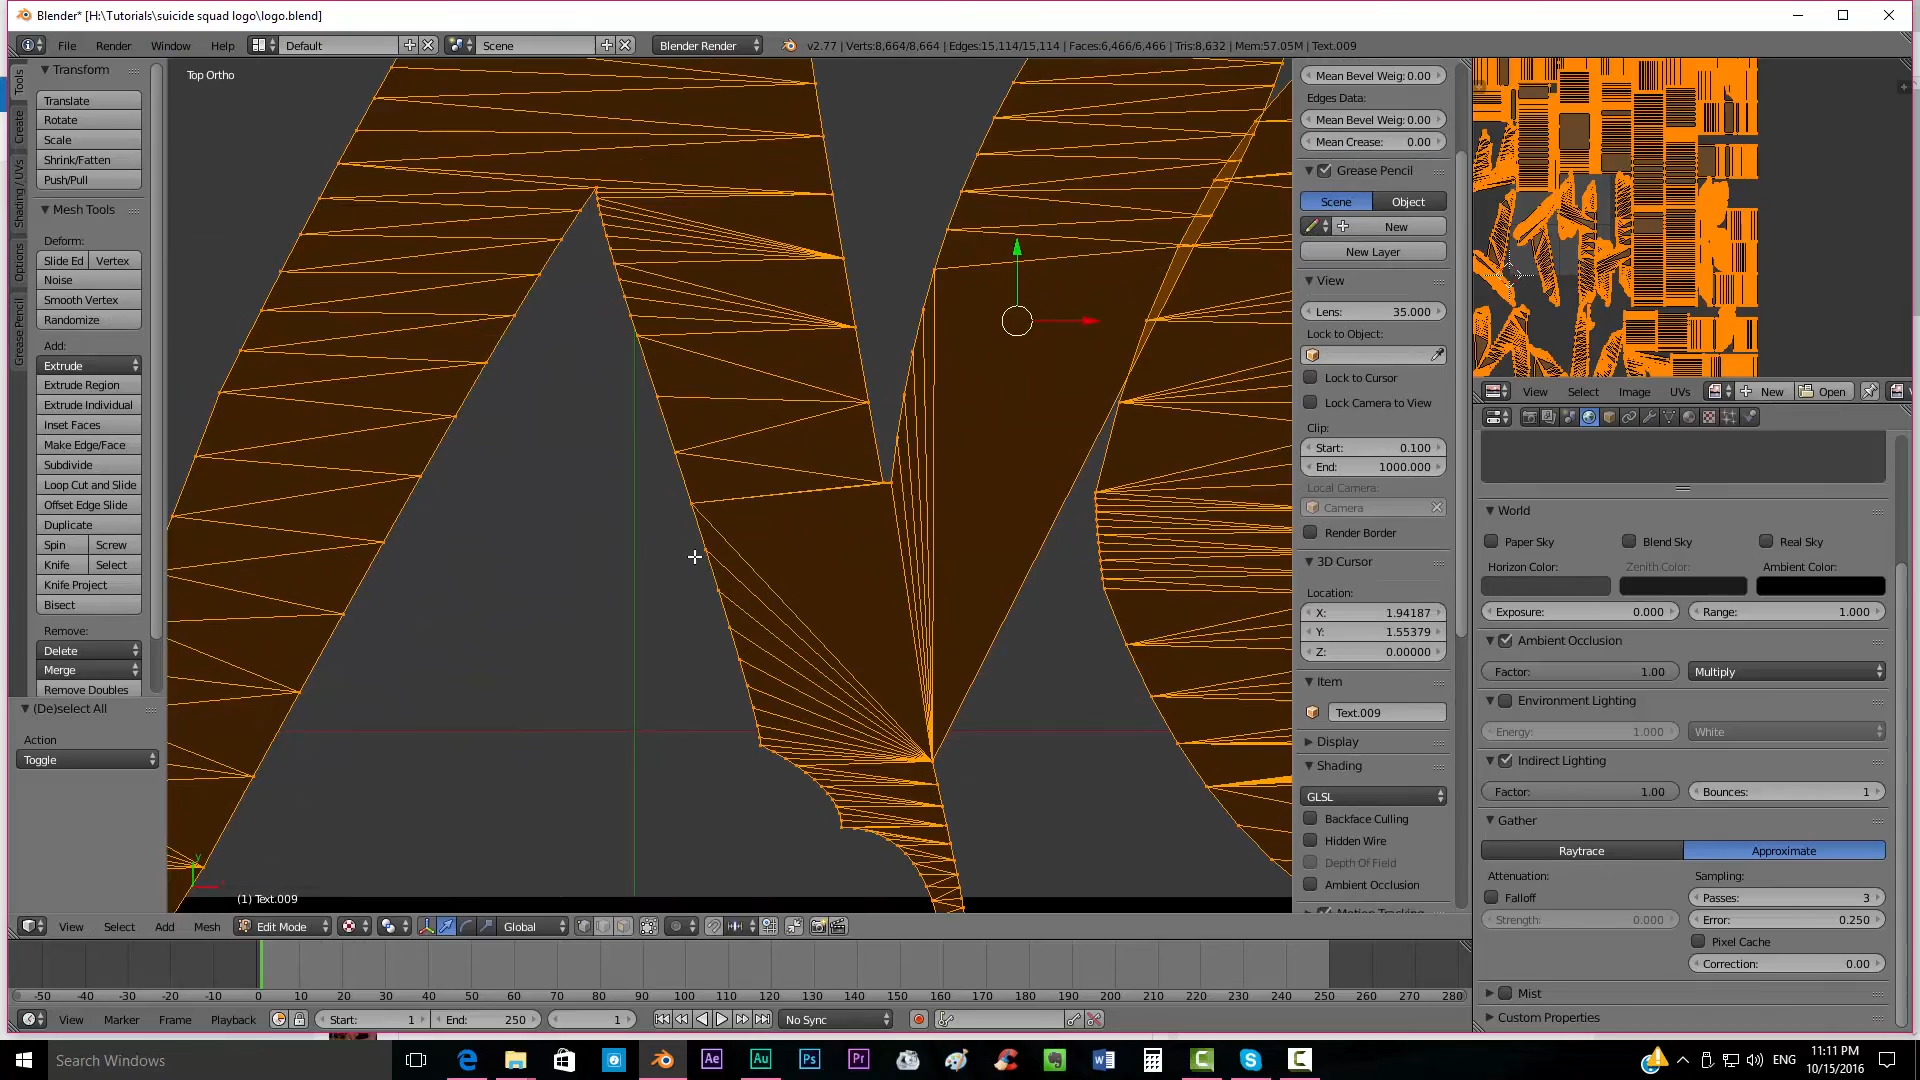 Blender* [H:\Tutorials\suicide squad logo\logo.blend]
File Render Window Help Default Scene Blender Render v2.77 | Verts:8,664/8,664 | Edges:15,114/15,114 | Faces:6,466/6,466 | Tris:8,632 | Mem:57.05M | Text.009
Tools
Create
Shading / UVs
Options
Grease Pencil
Transform
Translate
Rotate
Scale
Shrink/Fatten
Push/Pull
Mesh Tools
Deform:
Slide Ed Vertex
Noise
Smooth Vertex
Randomize
Add:
Extrude
Extrude Region
Extrude Individual
Inset Faces
Make Edge/Face
Subdivide
Loop Cut and Slide
Offset Edge Slide
Duplicate
Spin Screw
Knife Select
Knife Project
Bisect
Remove:
Delete
Merge
Remove Doubles
(De)select All
Action
Toggle
Top Ortho
y
(1) Text.009
Mean Bevel Weig: 0.00
Edges Data:
Mean Bevel Weig: 0.00
Mean Crease: 0.00
Grease Pencil
Scene Object
New
New Layer
View
Lens: 35.000
Lock to Object:
Lock to Cursor
Lock Camera to View
Clip:
Start: 0.100
End: 1000.000
Local Camera:
Camera
Render Border
3D Cursor
Location:
X: 1.94187
Y: 1.55379
Z: 0.00000
Item
Text.009
Display
Shading
GLSL
Backface Culling
Hidden Wire
Depth Of Field
Ambient Occlusion
View Select Image UVs New Open
World
Paper Sky Blend Sky Real Sky
Horizon Color: Zenith Color: Ambient Color:
Exposure: 0.000 Range: 1.000
Ambient Occlusion
Factor: 1.00 Multiply
Environment Lighting
Energy: 1.000 White
Indirect Lighting
Factor: 1.00 Bounces: 1
Gather
Raytrace Approximate
Attenuation: Sampling:
Falloff Passes: 3
Strength: 0.000 Error: 0.250
Pixel Cache
Correction: 0.00
Mist
Custom Properties
View Select Add Mesh Edit Mode Global
-50 -40 -30 -20 -10 0 10 20 30 40 50 60 70 80 90 100 110 120 130 140 150 160 170 180 190 200 210 220 230 240 250 260 270 280
View Marker Frame Playback Start: 1 End: 250 1 No Sync
Search Windows
Ae Au Ps Pr
ENG
11:11 PM
10/15/2016